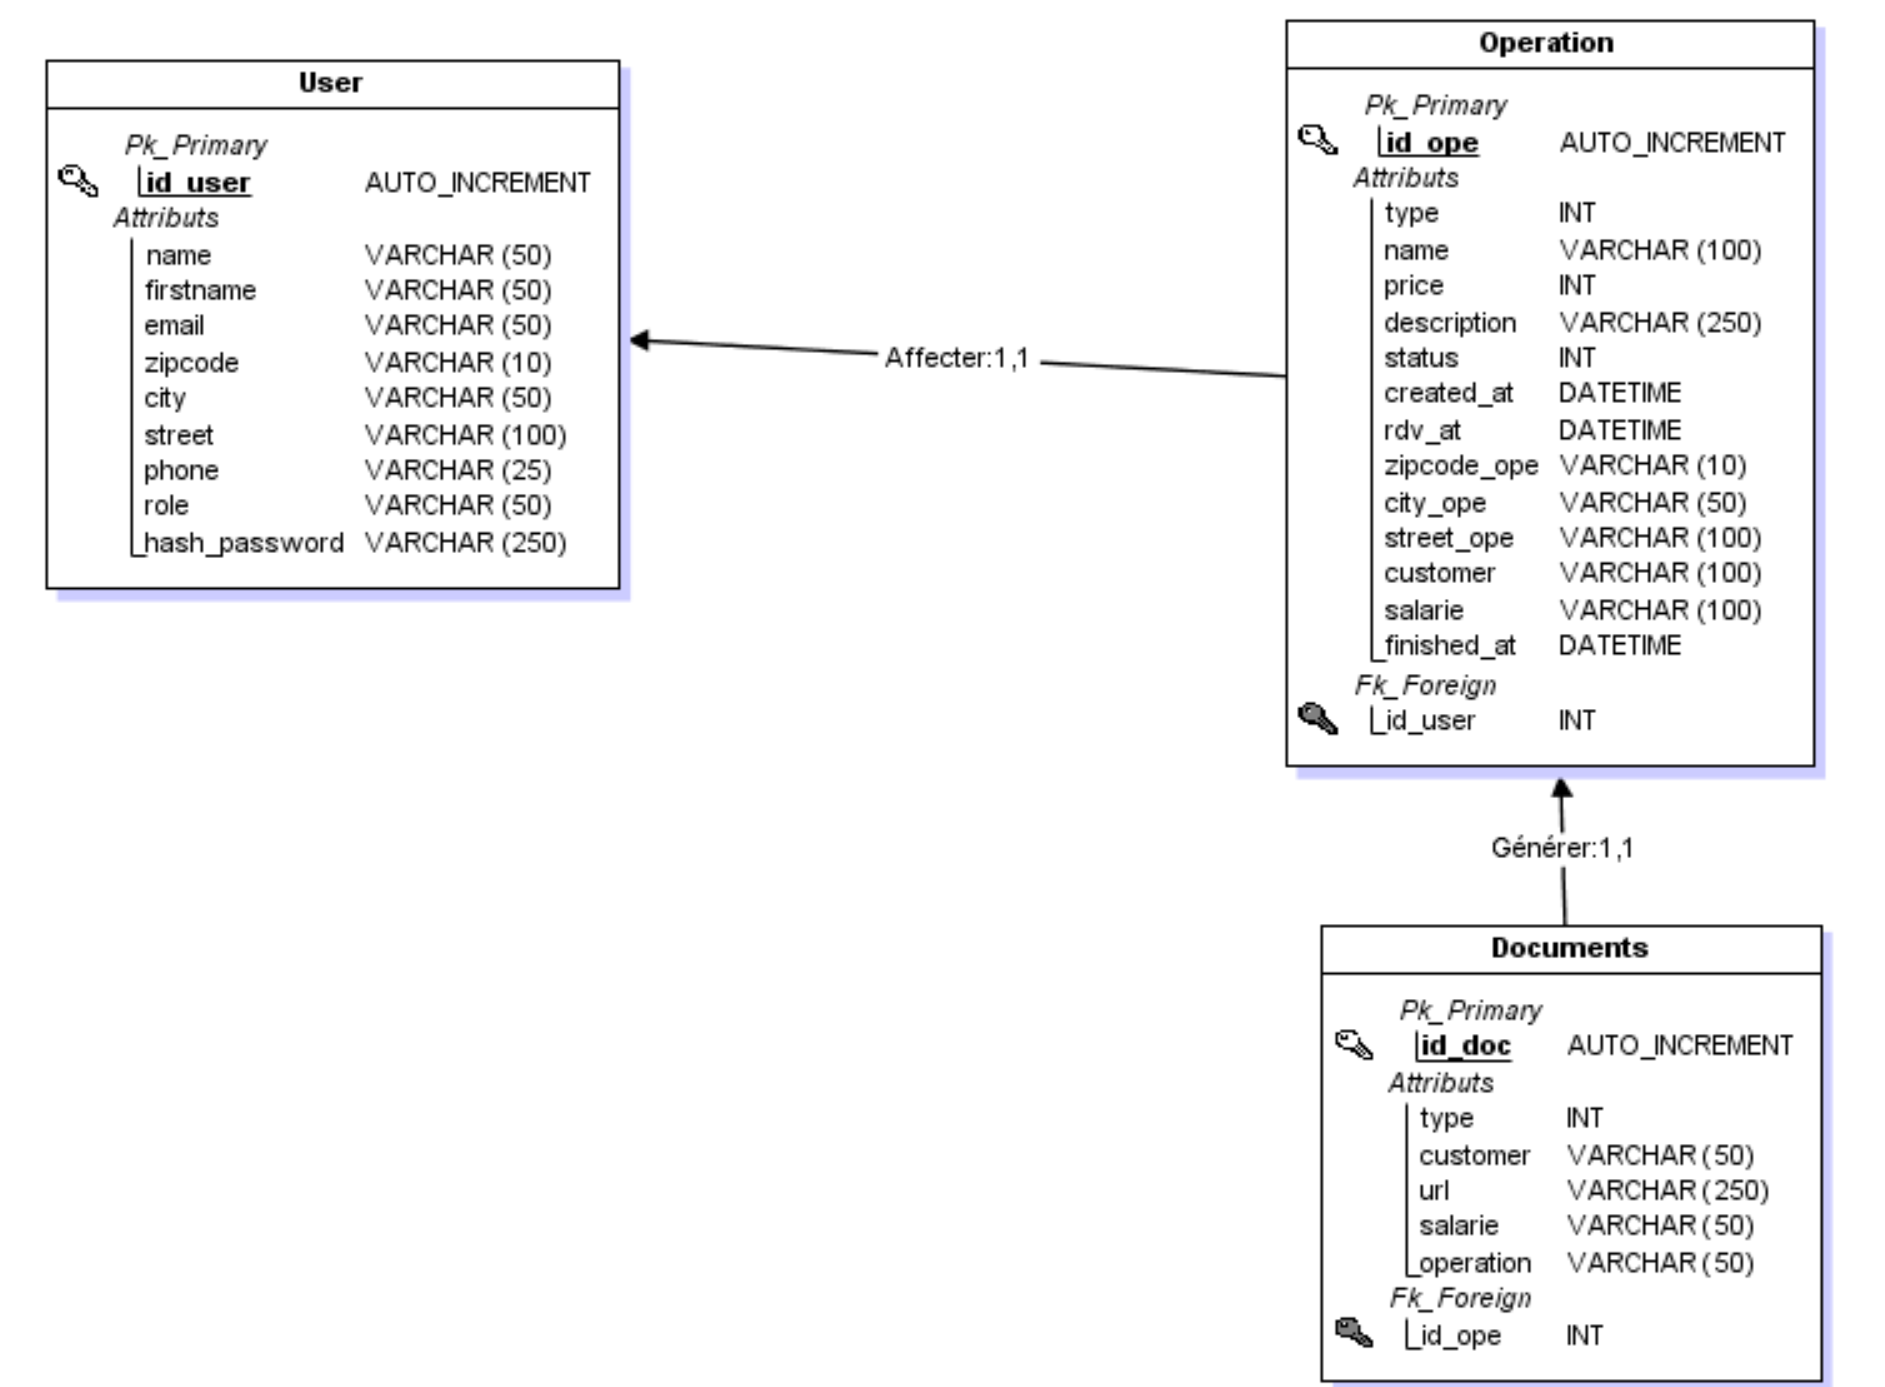 User
Pk_Primary
id_user AUTO_INCREMENT
Attributs
name VARCHAR (50)
firstname VARCHAR (50)
email VARCHAR (50)
zipcode VARCHAR (10)
city VARCHAR (50)
street VARCHAR (100)
phone VARCHAR (25)
role VARCHAR (50)
hash_password VARCHAR (250)
Affecter:1,1
Operation
Pk_Primary
id_ope AUTO_INCREMENT
Attributs
type INT
name VARCHAR (100)
price INT
description VARCHAR (250)
status INT
created_at DATETIME
rdv_at DATETIME
zipcode_ope VARCHAR (10)
city_ope VARCHAR (50)
street_ope VARCHAR (100)
customer VARCHAR (100)
salarie VARCHAR (100)
finished_at DATETIME
Fk_Foreign
id_user INT
Générer:1,1
Documents
Pk_Primary
id_doc AUTO_INCREMENT
Attributs
type INT
customer VARCHAR (50)
url VARCHAR (250)
salarie VARCHAR (50)
operation VARCHAR (50)
Fk_Foreign
id_ope INT